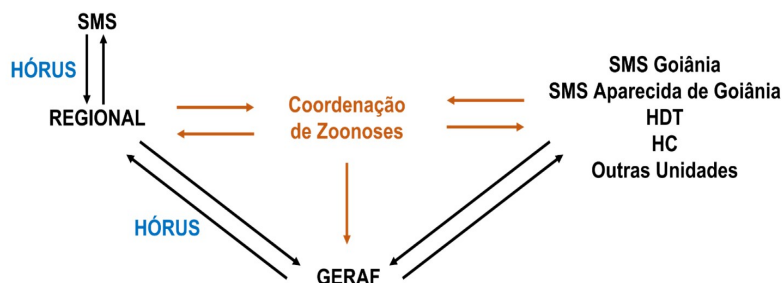 SMS
HÓRUS
REGIONAL
Coordenação
de Zoonoses
SMS Goiânia
SMS Aparecida de Goiânia
HDT
HC
Outras Unidades
HÓRUS
GERAF